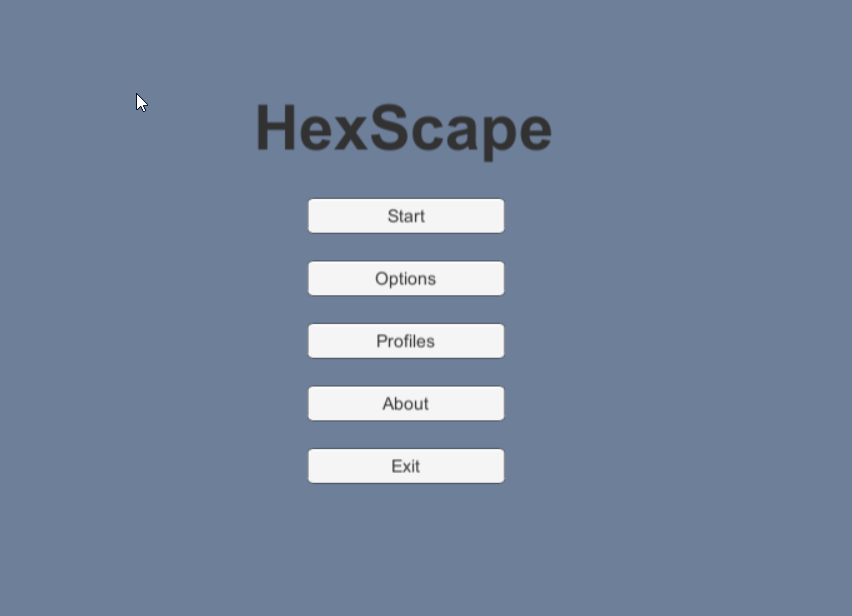 HexScape
Start
Options
Profiles
About
Exit